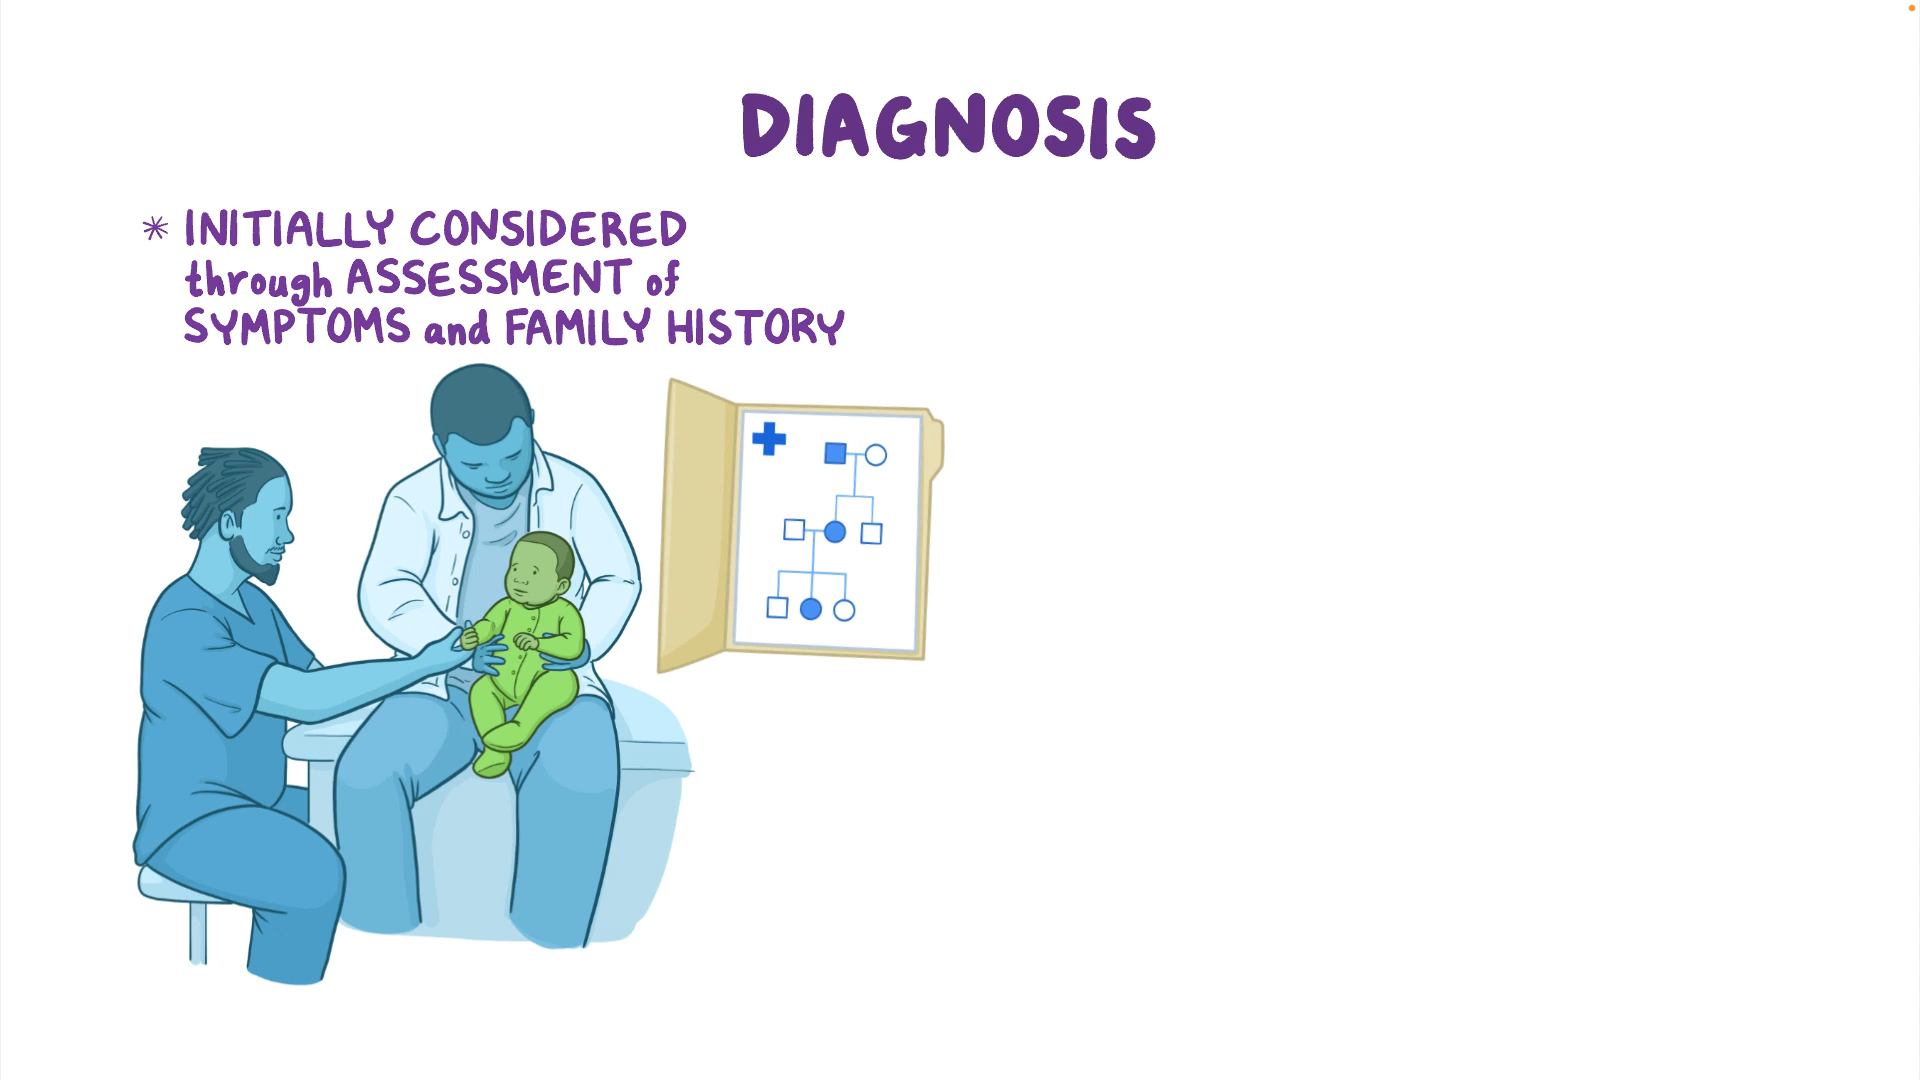 DIAGNOSIS
* INITIALLY CONSIDERED
through ASSESSMENT of
SYMPTOMS and FAMILY HISTORY